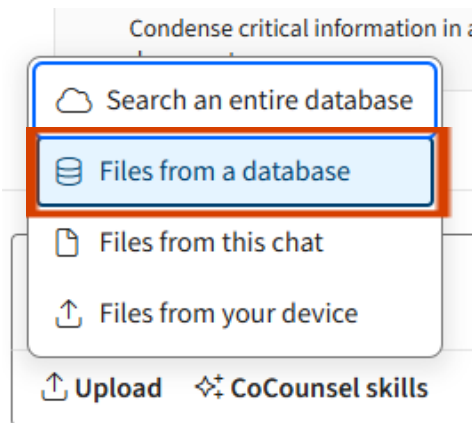 Condense critical information in a
Search an entire database
Files from a database
Files from this chat
Files from your device
Upload CoCounsel skills